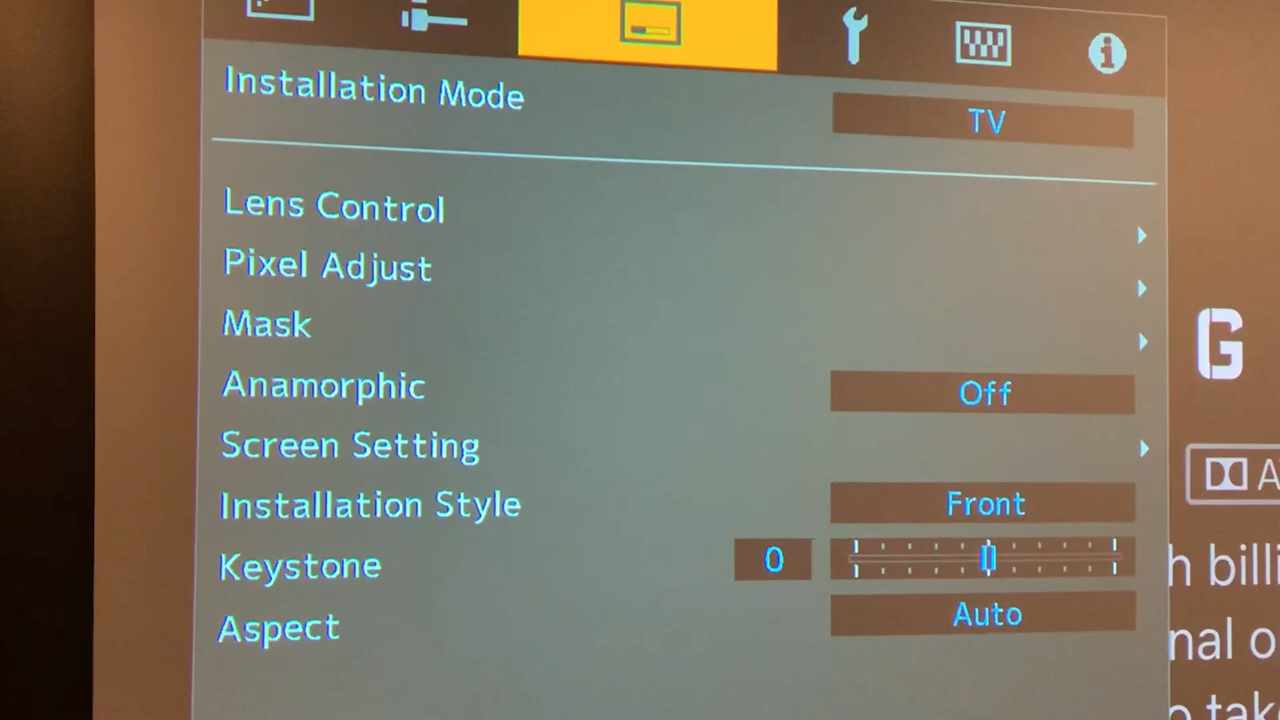 Installation Mode
TV
Lens Control
Pixel Adjust
Mask
Anamorphic
Off
Screen Setting
Installation Style
Front
Keystone
0
Aspect
Auto
G
A
h billi
nal o